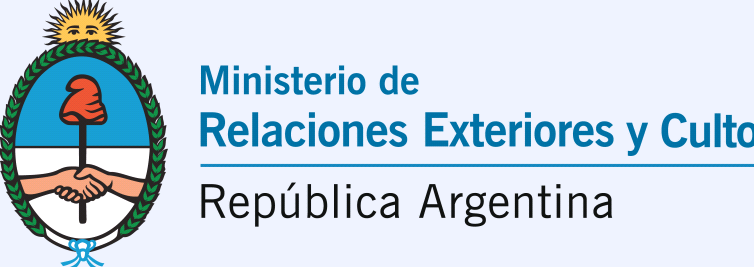 Ministerio de
Relaciones Exteriores y Culto
República Argentina